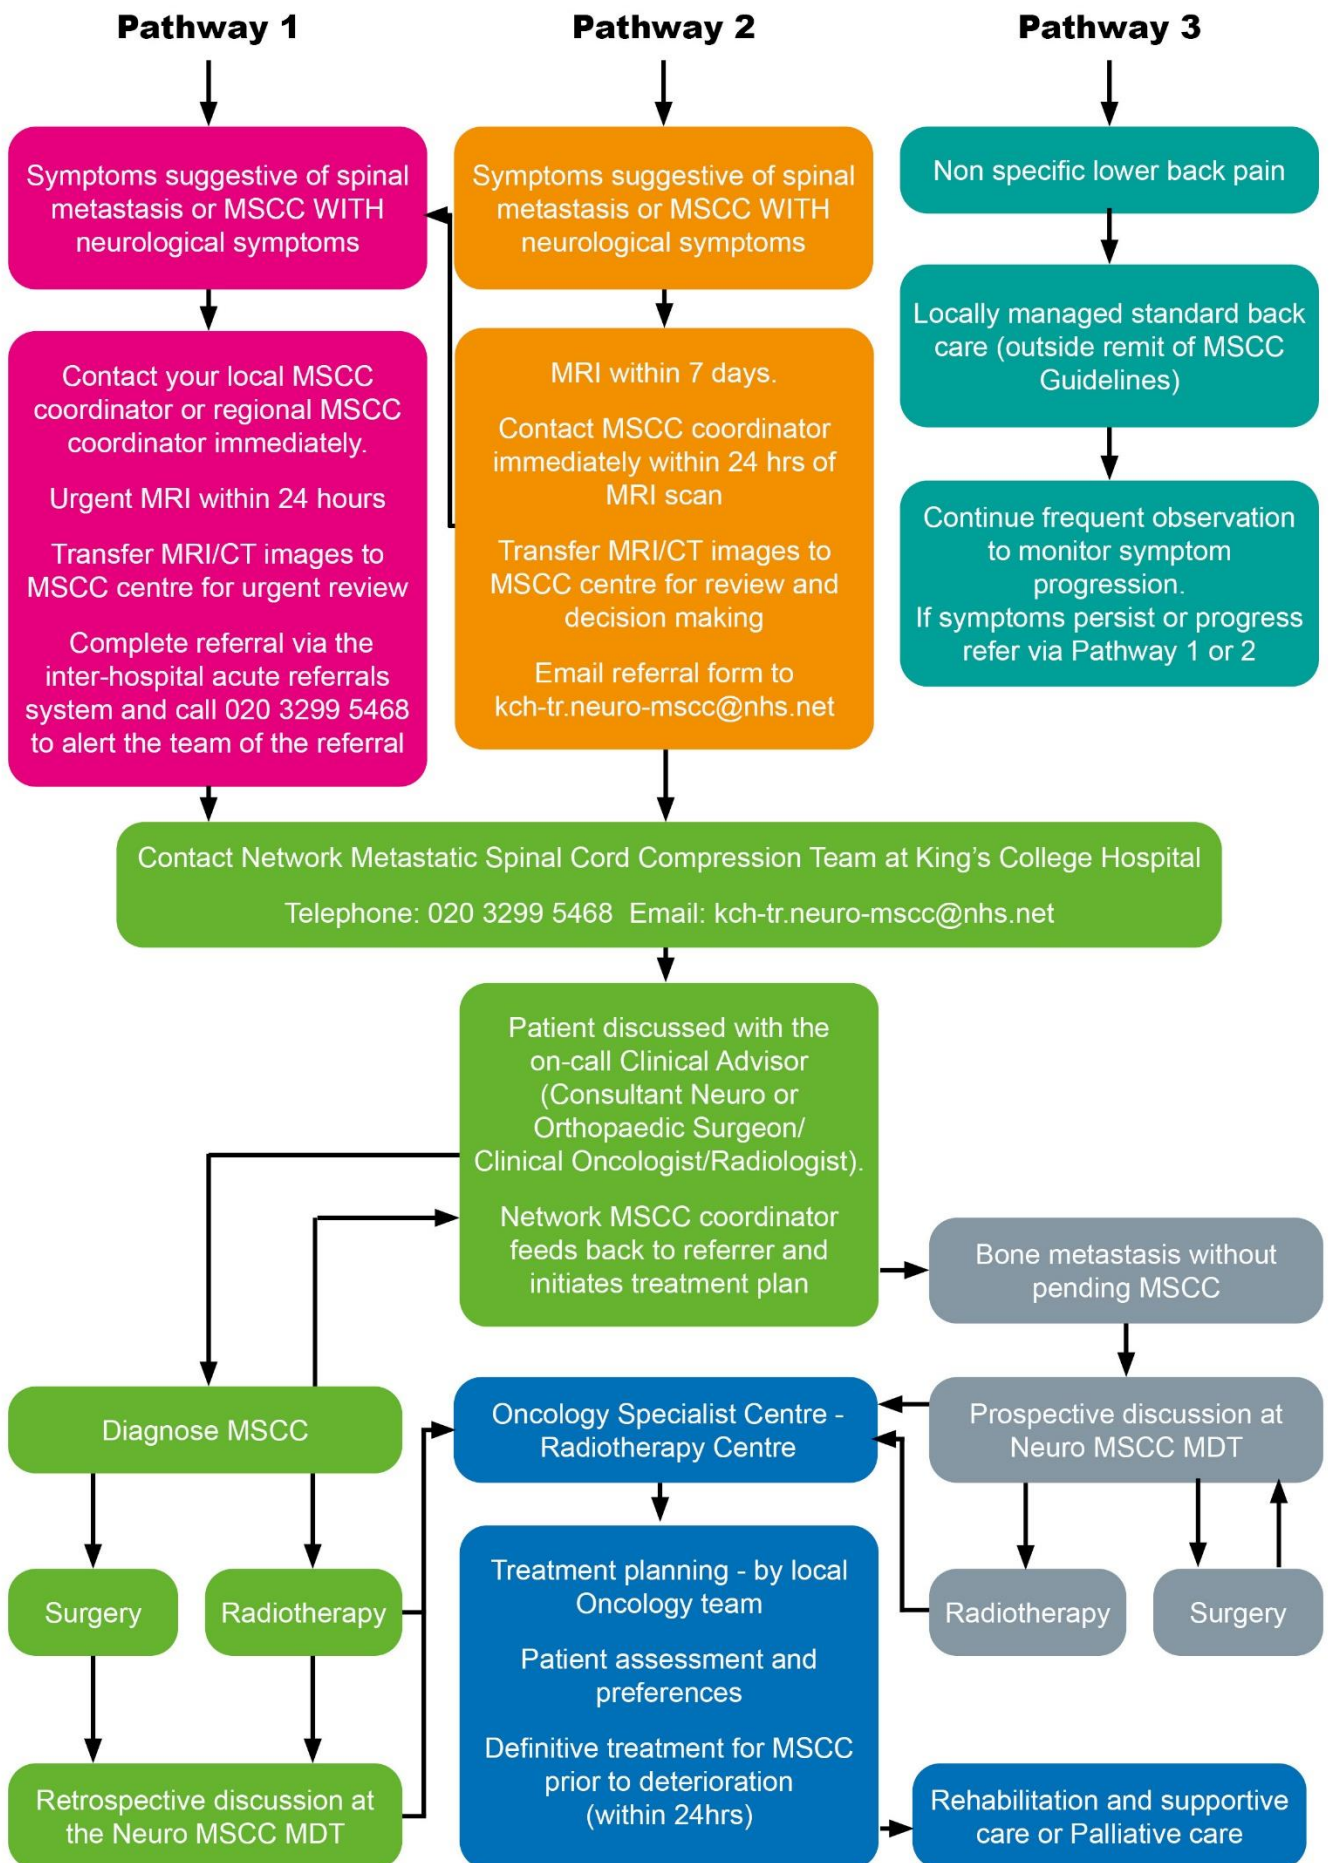 Pathway 1
Pathway 2
Pathway 3
Symptoms suggestive of spinal
metastasis or MSCC WITH
neurological symptoms
Symptoms suggestive of spinal
metastasis or MSCC WITH
neurological symptoms
Non specific lower back pain
Contact your local MSCC
coordinator or regional MSCC
coordinator immediately.
Urgent MRI within 24 hours
Transfer MRI/CT images to
MSCC centre for urgent review
Complete referral via the
inter-hospital acute referrals
system and call 020 3299 5468
to alert the team of the referral
MRI within 7 days.
Contact MSCC coordinator
immediately within 24 hrs of
MRI scan
Transfer MRI/CT images to
MSCC centre for review and
decision making
Email referral form to
kch-tr.neuro-mscc@nhs.net
Locally managed standard back
care (outside remit of MSCC
Guidelines)
Continue frequent observation
to monitor symptom
progression.
If symptoms persist or progress
refer via Pathway 1 or 2
Contact Network Metastatic Spinal Cord Compression Team at King’s College Hospital
Telephone: 020 3299 5468 Email: kch-tr.neuro-mscc@nhs.net
Patient discussed with the
on-call Clinical Advisor
(Consultant Neuro or
Orthopaedic Surgeon/
Clinical Oncologist/Radiologist).
Network MSCC coordinator
feeds back to referrer and
initiates treatment plan
Bone metastasis without
pending MSCC
Diagnose MSCC
Oncology Specialist Centre -
Radiotherapy Centre
Prospective discussion at
Neuro MSCC MDT
Surgery
Radiotherapy
Treatment planning - by local
Oncology team
Patient assessment and
preferences
Definitive treatment for MSCC
prior to deterioration
(within 24hrs)
Radiotherapy
Surgery
Retrospective discussion at
the Neuro MSCC MDT
Rehabilitation and supportive
care or Palliative care